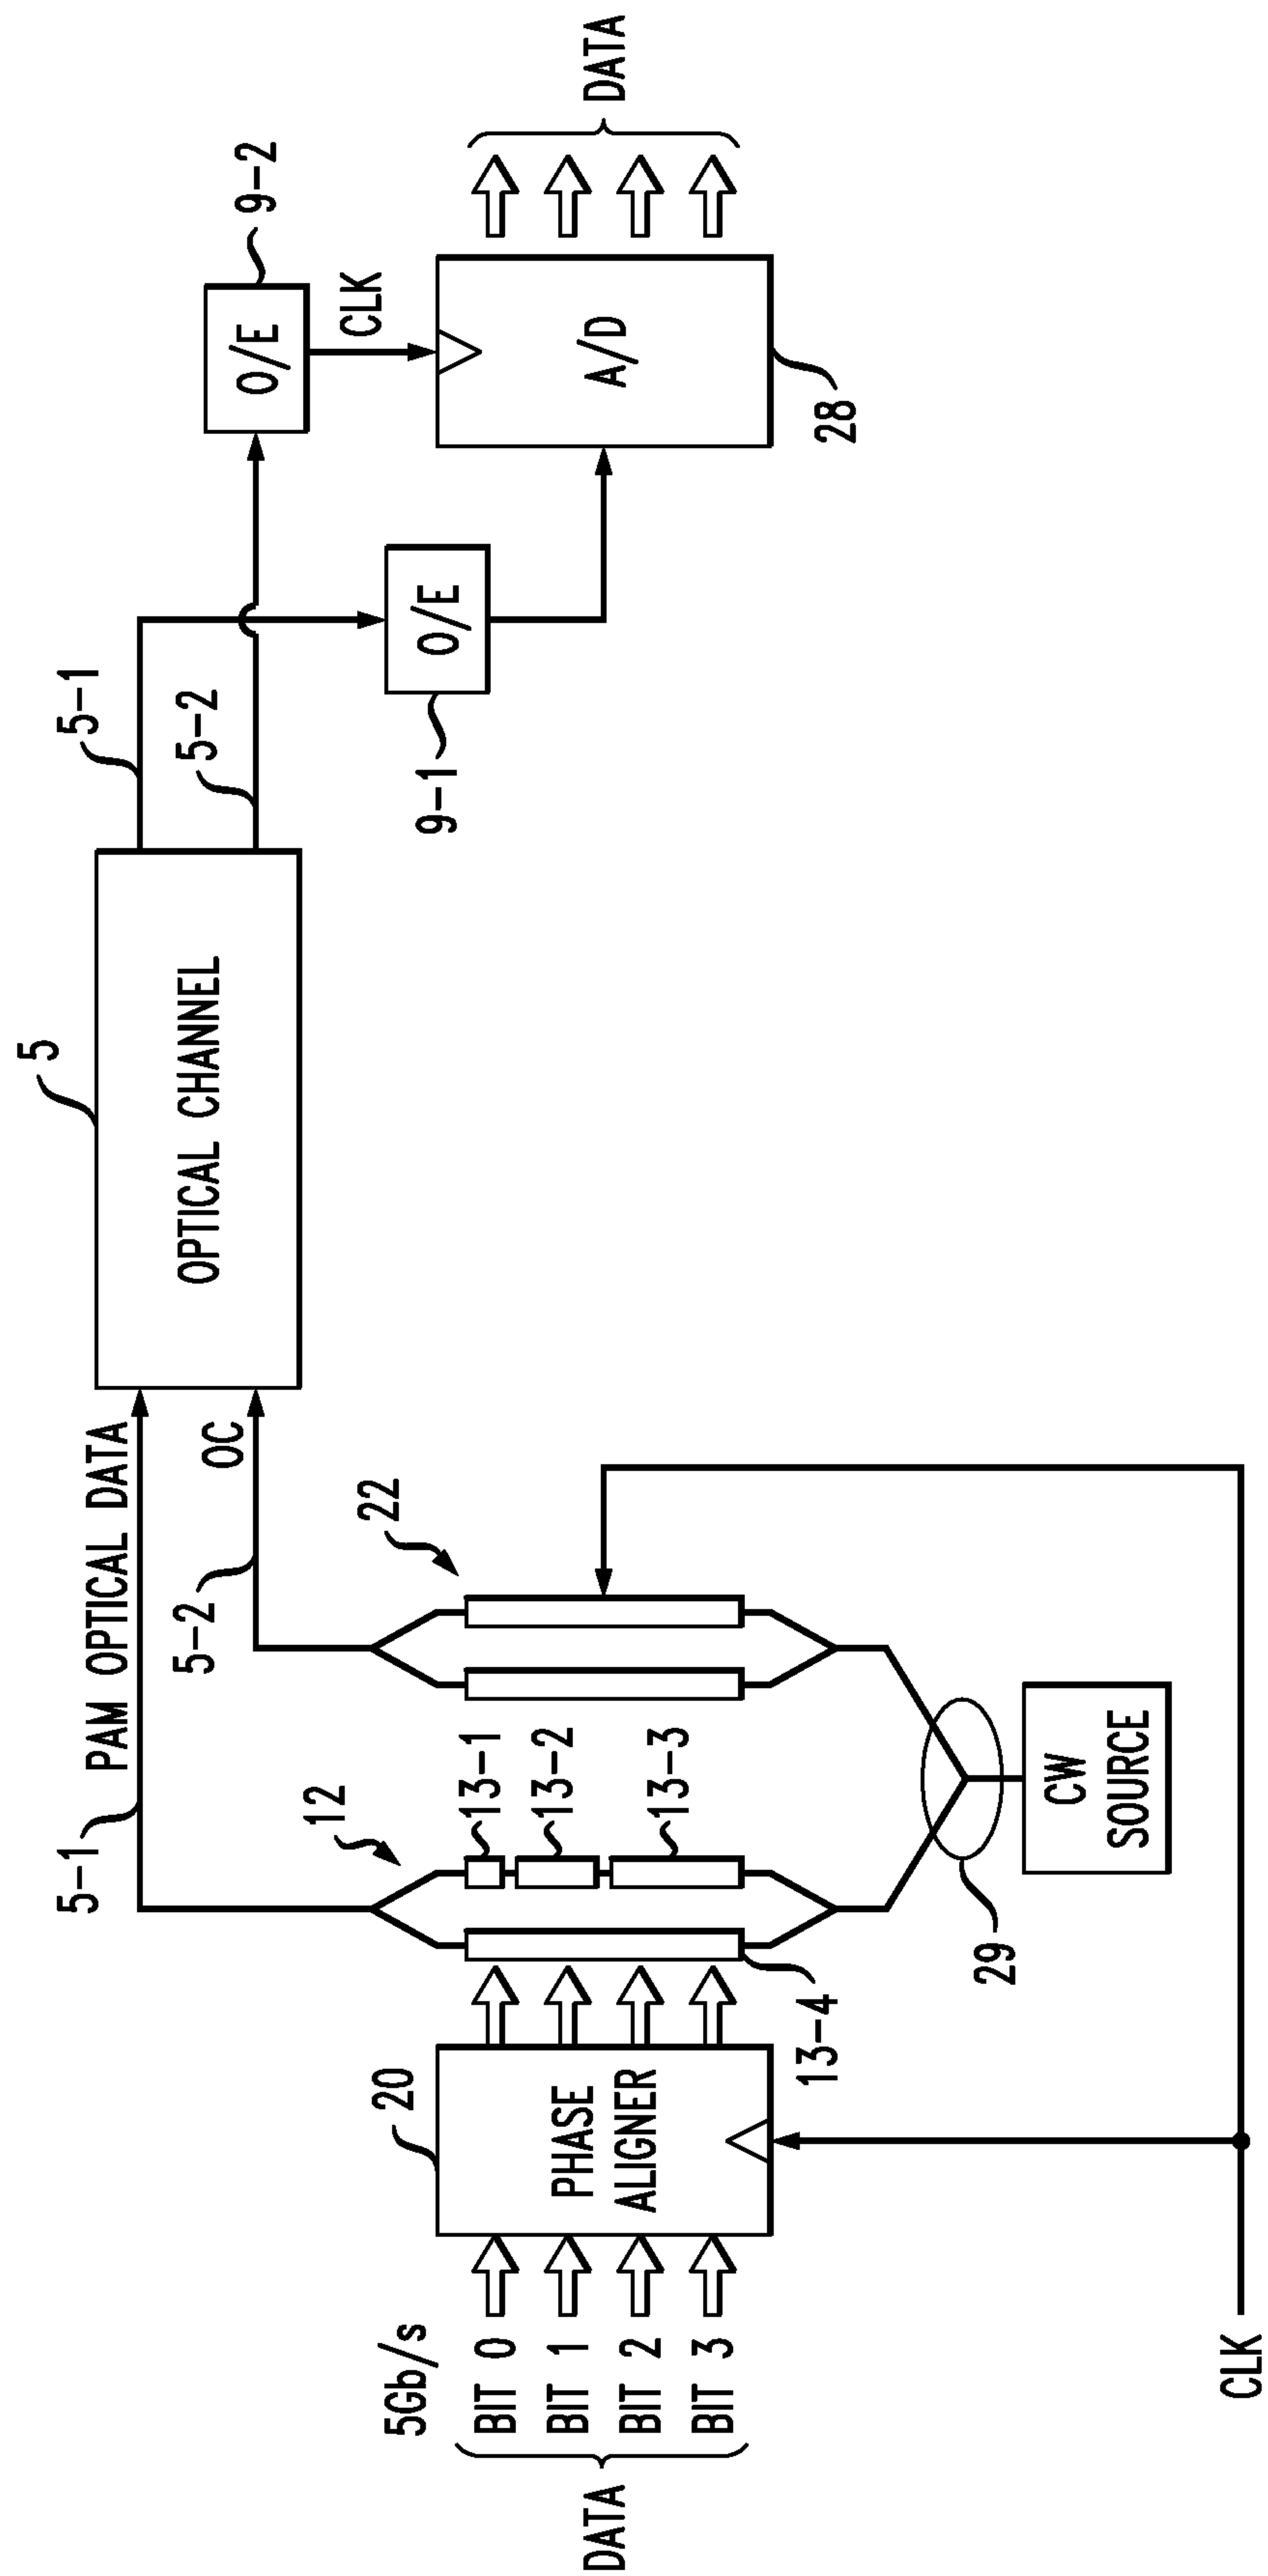 DATA
5Gb/s
BIT 0
BIT 1
BIT 2
BIT 3
CLK
20
PHASE
ALIGNER
13-4
12
13-1
13-2
13-3
22
29
CW
SOURCE
5-1
PAM OPTICAL DATA
5-2
OC
5
OPTICAL CHANNEL
5-1
5-2
9-1
O/E
9-2
O/E
CLK
A/D
28
DATA